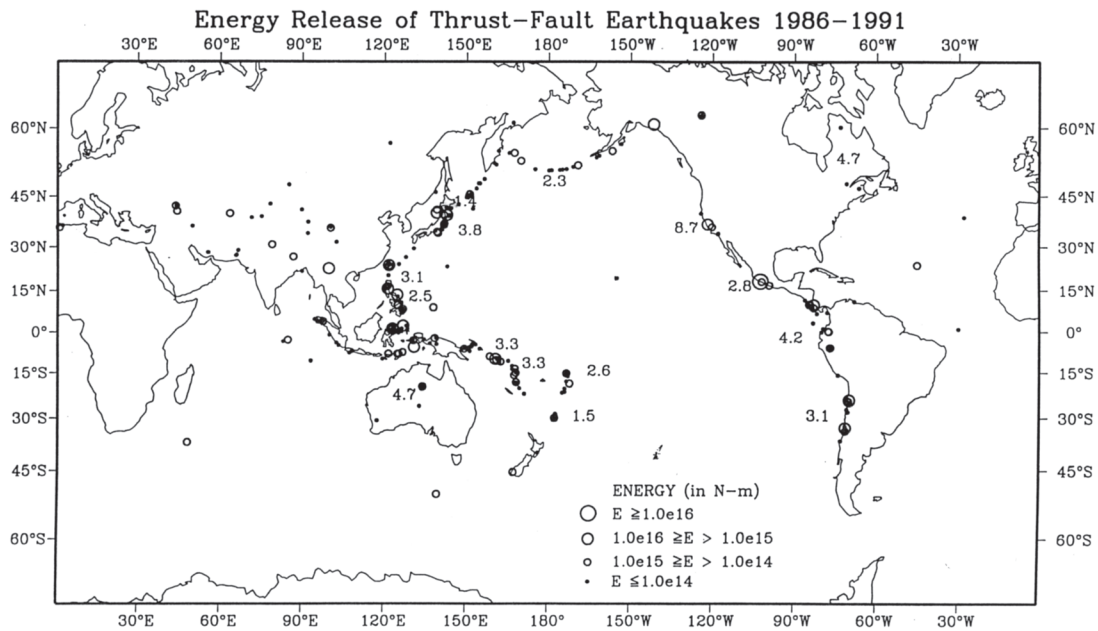 Energy Release of Thrust-Fault Earthquakes 1986-1991
30°E 60°E 90°E 120°E 150°E 180° 150°W 120°W 90°W 60°W 30°W
60°N 60°N
4.7
2.3
45°N 45°N
1.4
3.8
8.7
30°N 30°N
3.1
2.8
15°N 15°N
2.5
4.2
0° 0°
3.3
3.3
15°S 15°S
2.6
4.7
1.5
3.1
30°S 30°S
45°S 45°S
ENERGY (in N-m)
E ≧1.0e16
1.0e16 ≧E > 1.0e15
1.0e15 ≧E > 1.0e14
E ≦1.0e14
60°S 60°S
30°E 60°E 90°E 120°E 150°E 180° 150°W 120°W 90°W 60°W 30°W